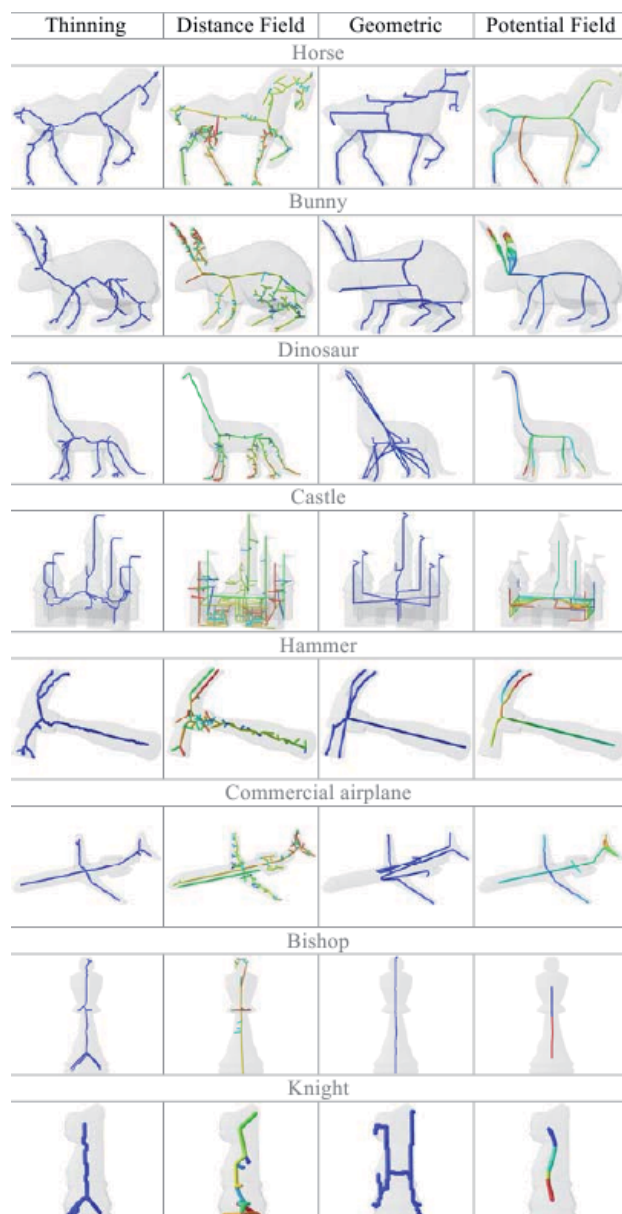 Thinning Distance Field Geometric Potential Field
Horse
Bunny
Dinosaur
Castle
Hammer
Commercial airplane
Bishop
Knight